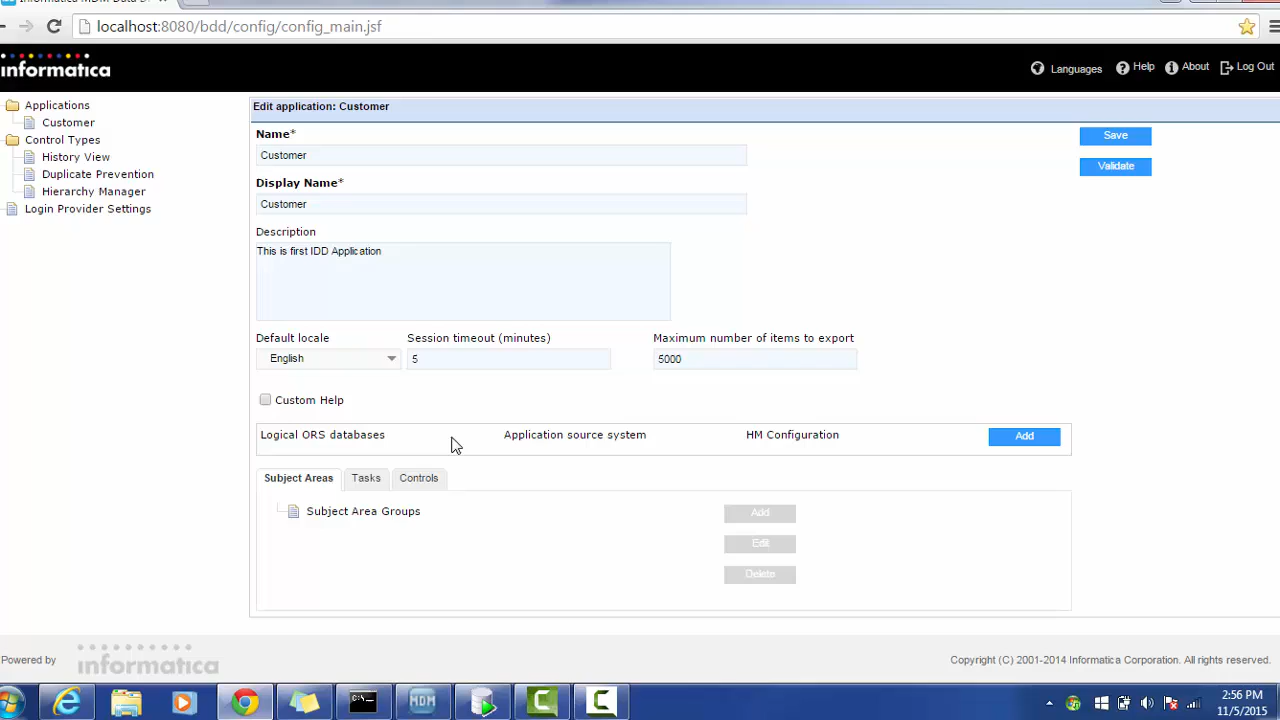 localhost:8080/bdd/config/config_main.jsf
informatica
Languages
Help
About
Log Out
Applications
Customer
Control Types
History View
Duplicate Prevention
Hierarchy Manager
Login Provider Settings
Edit application: Customer
Name*
Customer
Save
Validate
Display Name*
Customer
Description
This is first IDD Application
Default locale
Session timeout (minutes)
Maximum number of items to export
English
5
5000
Custom Help
Logical ORS databases
Application source system
HM Configuration
Add
Subject Areas
Tasks
Controls
Subject Area Groups
Add
Edit
Delete
Powered by
informatica
Copyright (C) 2001-2014 Informatica Corporation. All rights reserved.
MDM
2:56 PM
11/5/2015